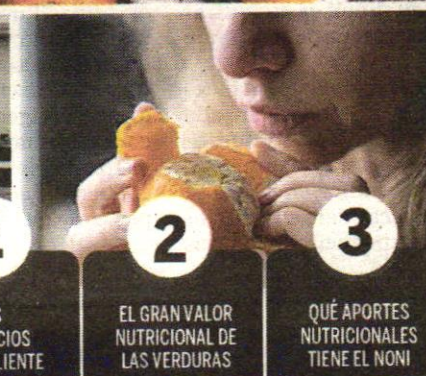 2
EL GRAN VALOR
NUTRICIONAL DE
LAS VERDURAS
3
QUÉ APORTES
NUTRICIONALES
TIENE EL NONI